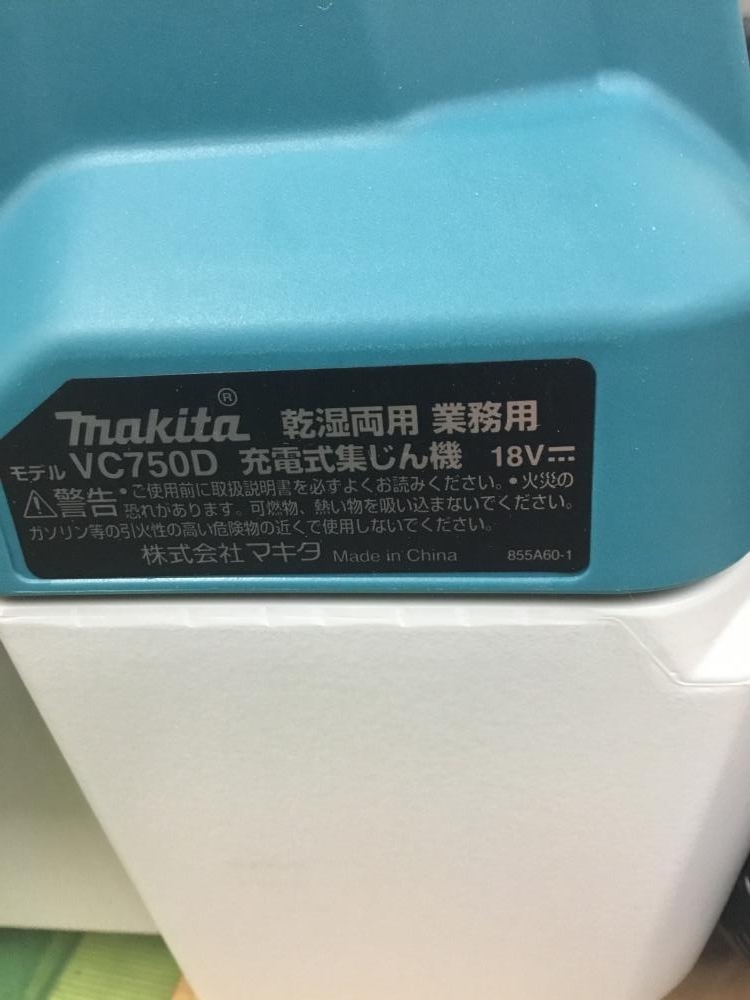 makita® 乾湿両用 業務用
モデル VC750D 充電式集じん機 18V⎓
⚠警告 •ご使用前に取扱説明書を必ずよくお読みください。•火災の
恐れがあります。可燃物、熱い物を吸い込まないでください。
ガソリン等の引火性の高い危険物の近くで使用しないでください。
株式会社マキタ Made in China 855A60-1